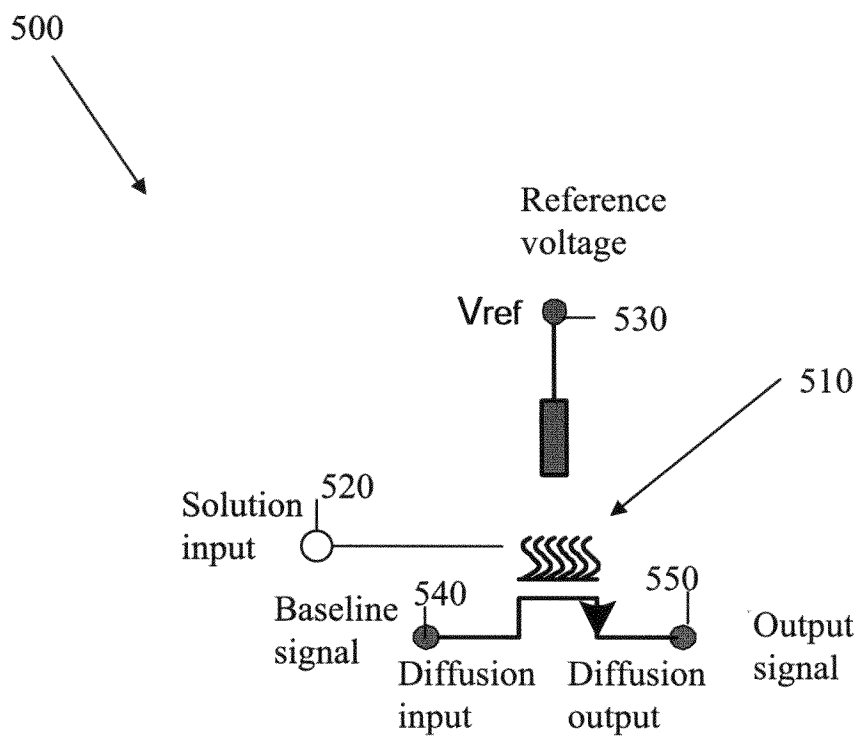 500
Reference
voltage
Vref
530
510
520
Solution
input
540
550
Baseline
signal
Output
signal
Diffusion
input
Diffusion
output